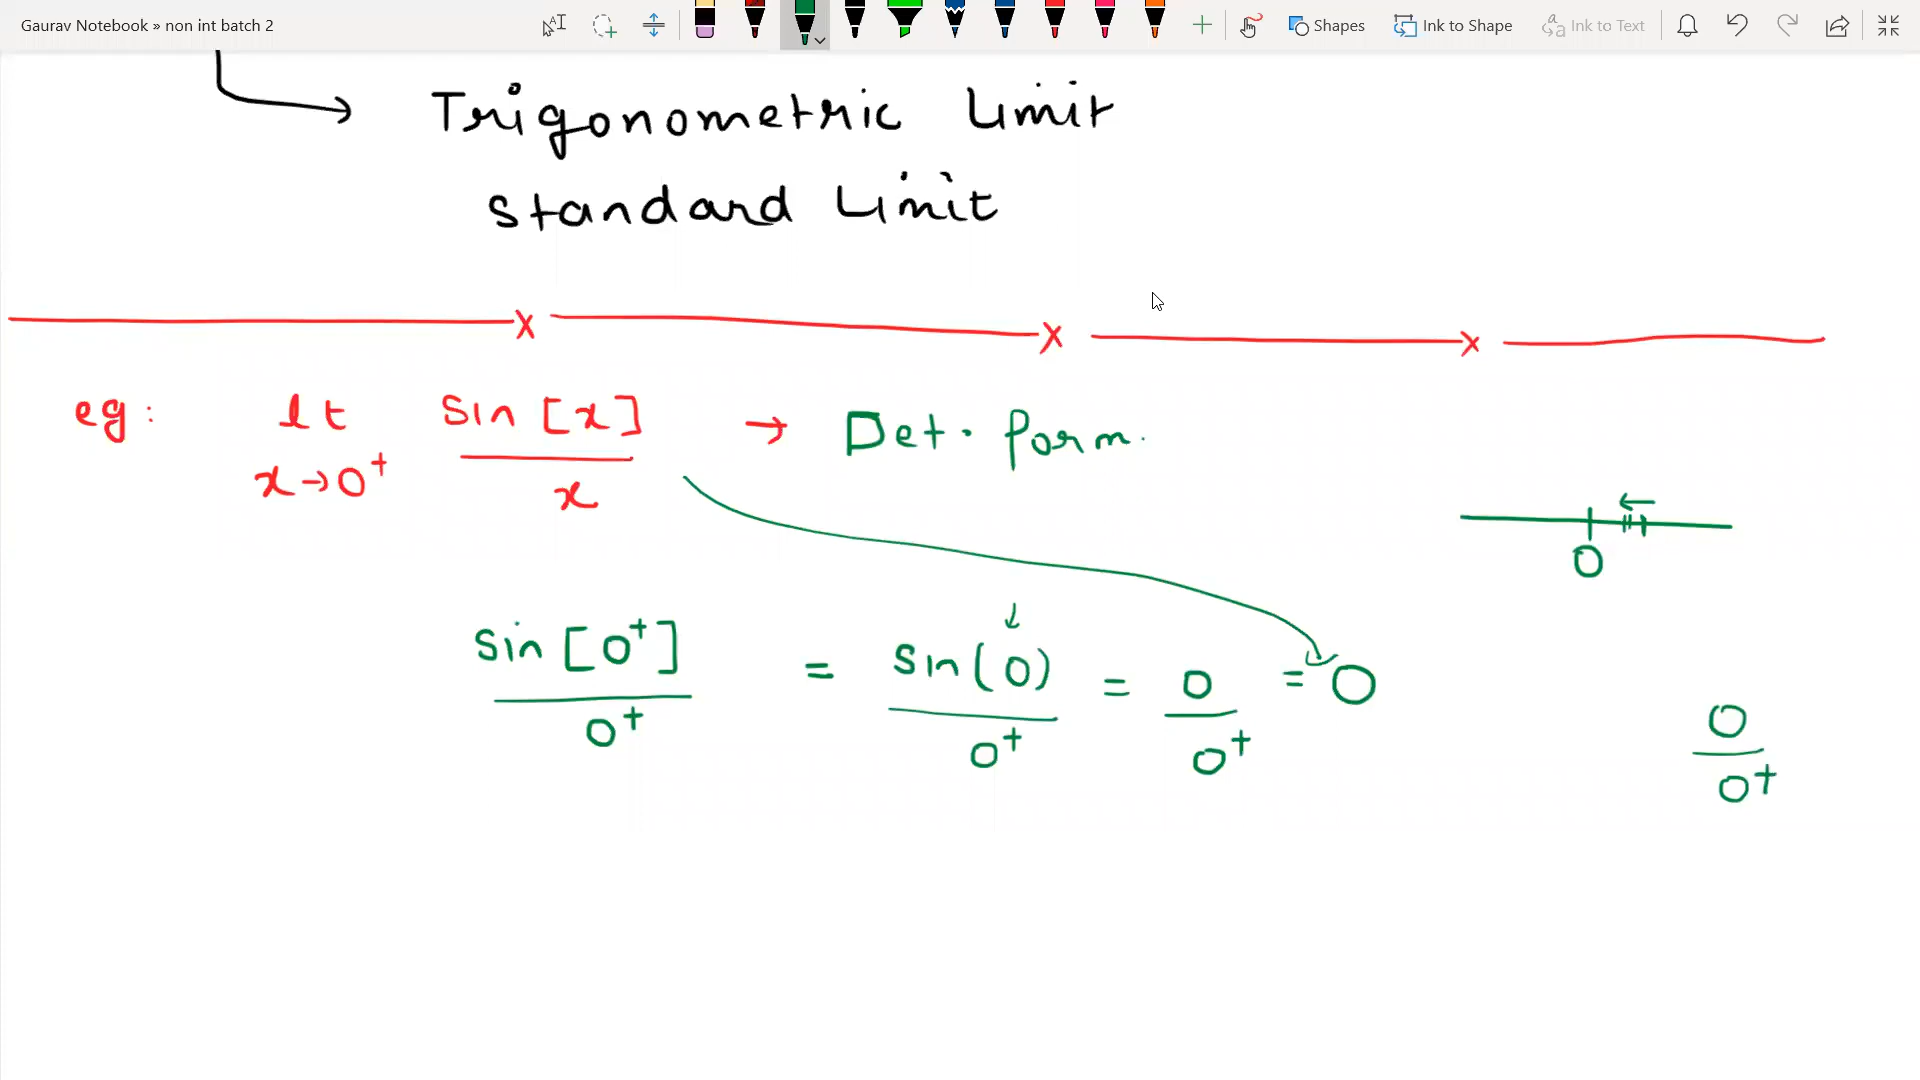 Gaurav Notebook » non int batch 2
Shapes Ink to Shape Ink to Text
Trigonometric Limit
Standard Limit
eg: lt x→0⁺ sin [x] / x → Det. form.
0
sin [0⁺] / 0⁺ = sin(0) / 0⁺ = 0 / 0⁺ = 0
0 / 0⁺